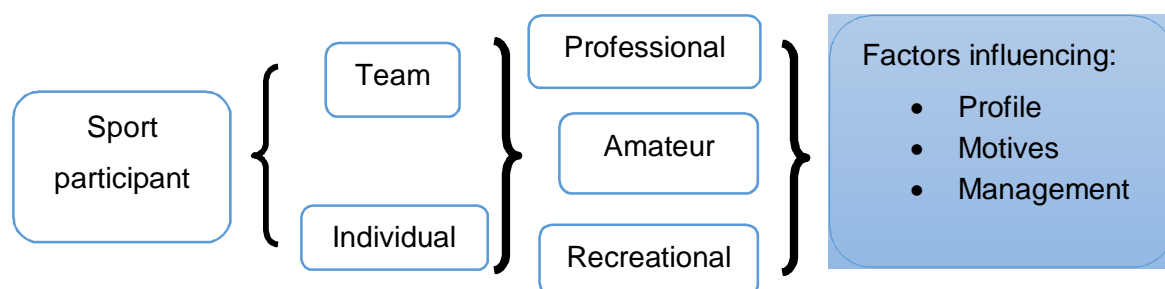 Sport
participant
Team
Individual
Professional
Amateur
Recreational
Factors influencing:
• Profile
• Motives
• Management